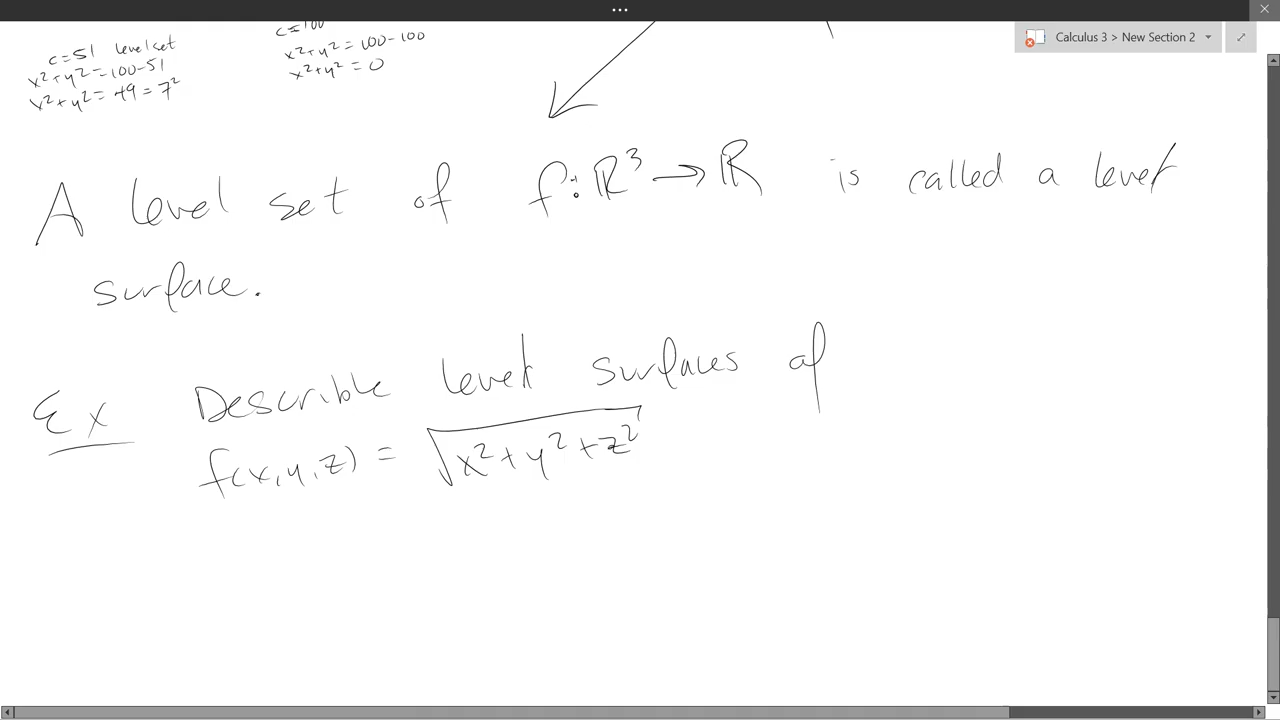 Calculus 3 > New Section 2
c=51 level set
x²+y²=100-51
x²+y²=49=7²
c=100
x²+y²=100-100
x²+y²=0
A level set of f:ℝ³→ℝ is called a level
surface.
Ex Describle level surfaces of
f(x,y,z) = √x²+y²+z²